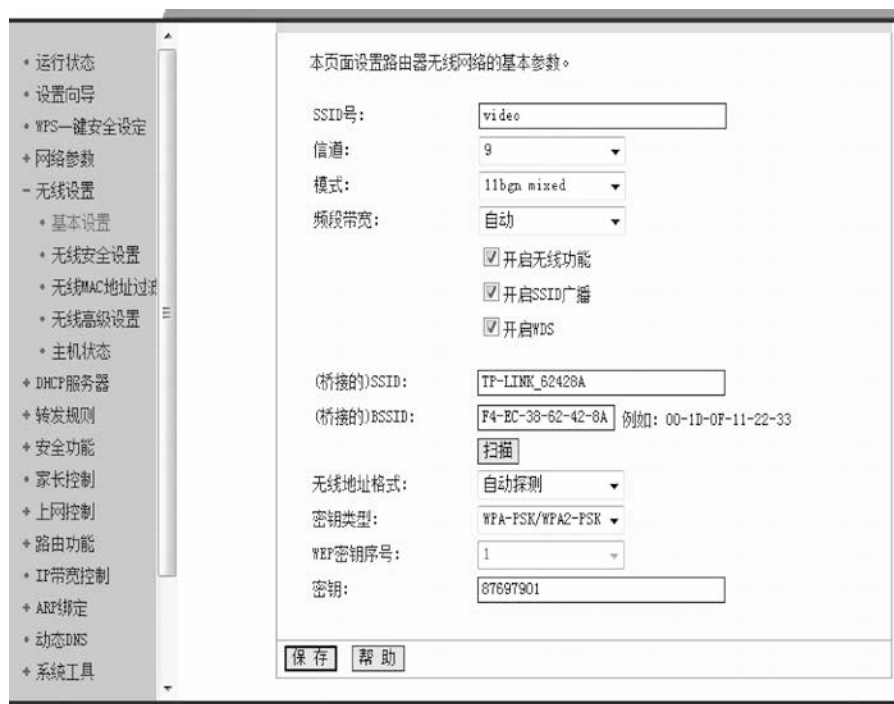 • 运行状态
• 设置向导
• WPS一键安全设定
+ 网络参数
- 无线设置
• 基本设置
• 无线安全设置
• 无线MAC地址过滤
• 无线高级设置
• 主机状态
+ DHCP服务器
+ 转发规则
+ 安全功能
• 家长控制
+ 上网控制
+ 路由功能
• IP带宽控制
+ ARP绑定
• 动态DNS
+ 系统工具
本页面设置路由器无线网络的基本参数。
SSID号: video
信道: 9
模式: 11bgn mixed
频段带宽: 自动
开启无线功能
开启SSID广播
开启WDS
(桥接的)SSID: TP-LINK_62428A
(桥接的)BSSID: F4-EC-38-62-42-8A 例如: 00-1D-0F-11-22-33
扫描
无线地址格式: 自动探测
密钥类型: WPA-PSK/WPA2-PSK
WEP密钥序号: 1
密钥: 87697901
保 存 帮 助